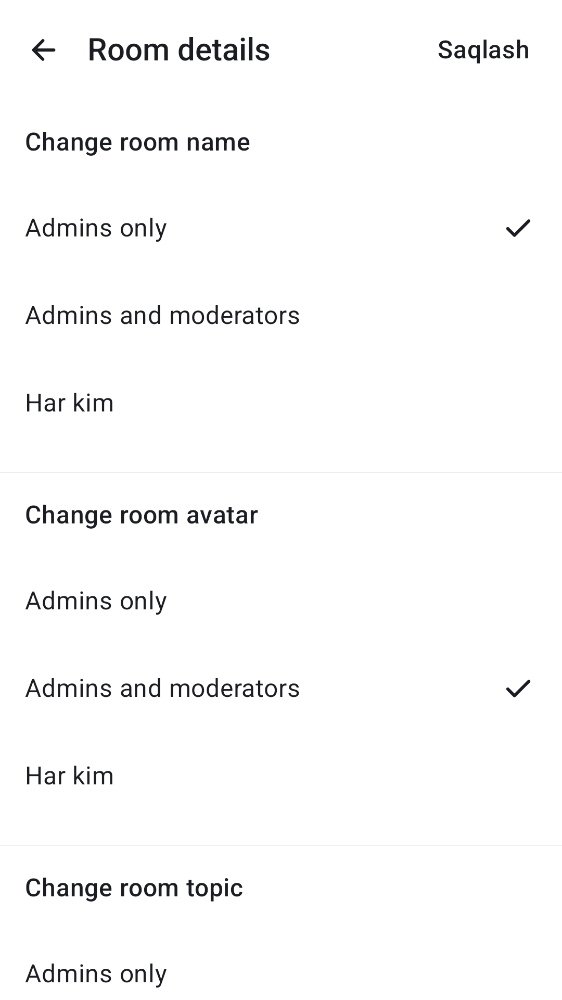 Room details
Saqlash
Change room name
Admins only
Admins and moderators
Har kim
Change room avatar
Admins only
Admins and moderators
Har kim
Change room topic
Admins only